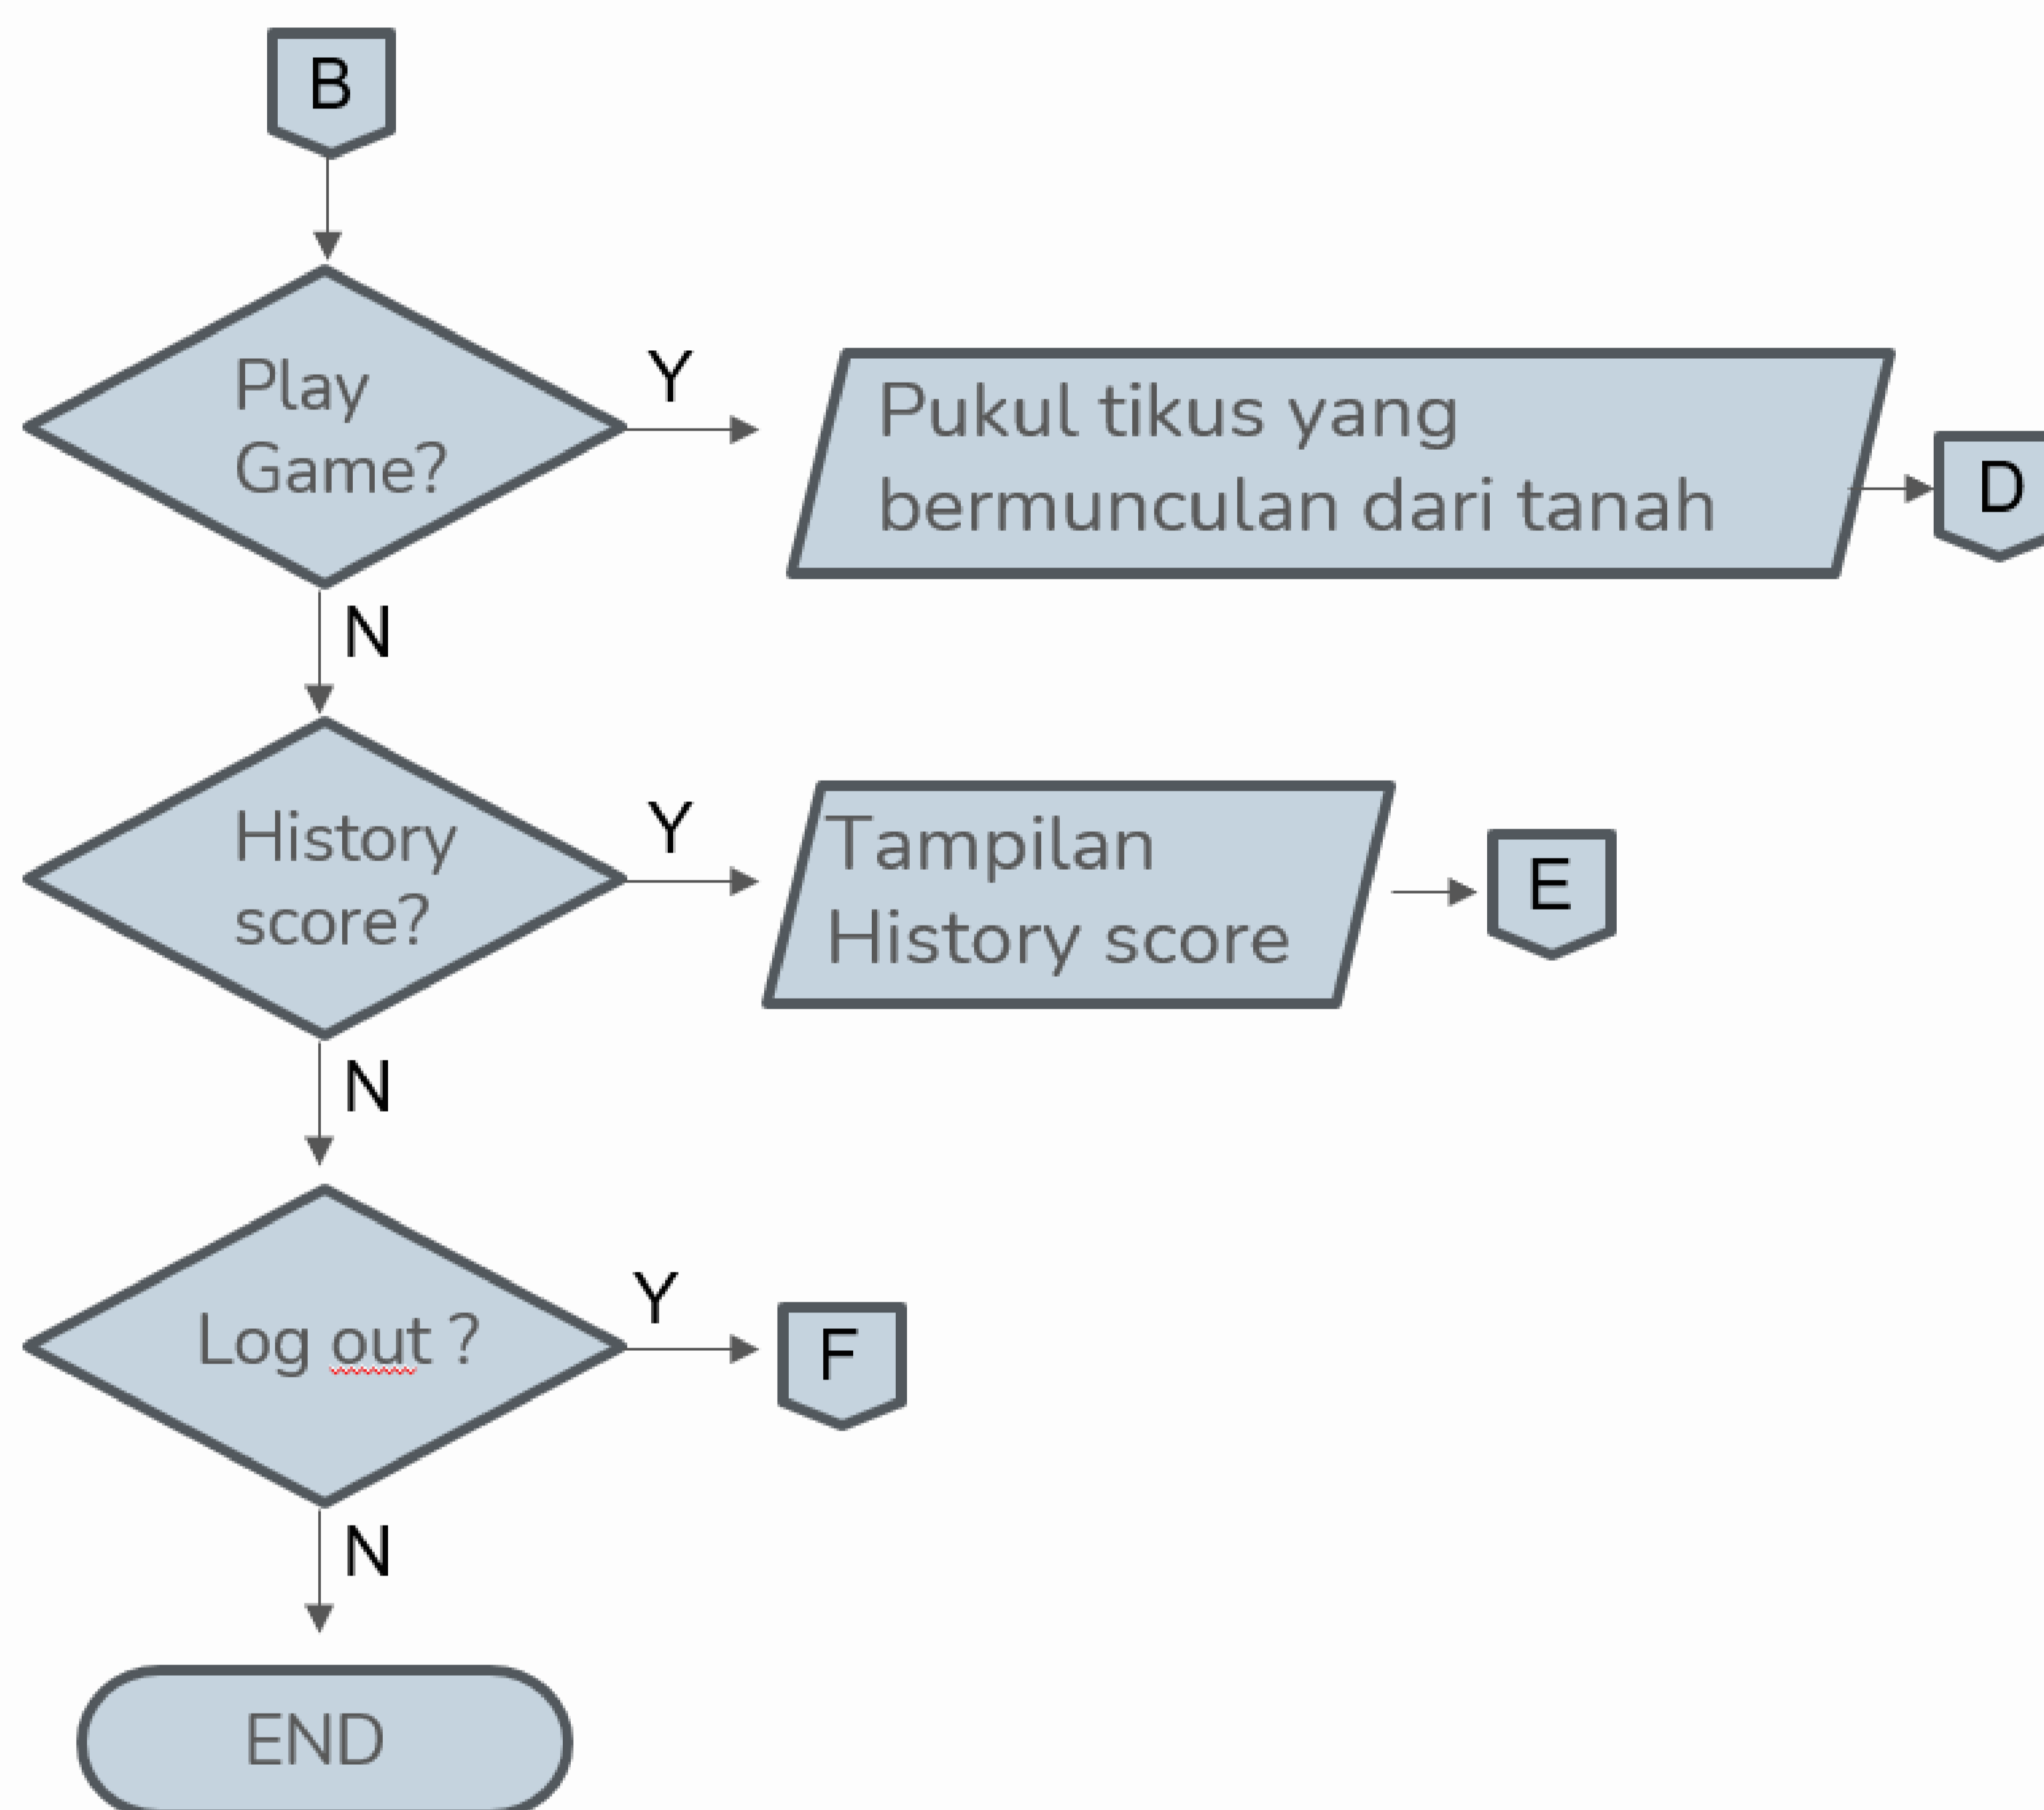 B
Play
Game?
Y
Pukul tikus yang
bermunculan dari tanah
D
N
History
score?
Y
Tampilan
History score
E
N
Log out ?
Y
F
N
END